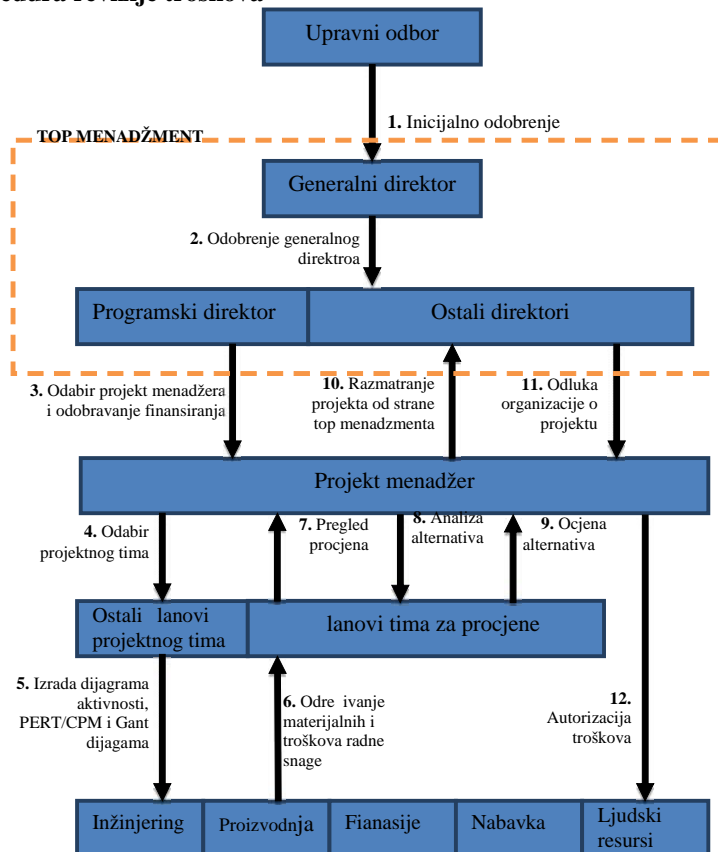 Upravni odbor
1. Inicijalno odobrenje
TOP MENADŽMENT
Generalni direktor
2. Odobrenje generalnog
direktroa
Programski direktor
Ostali direktori
3. Odabir projekt menadžera
i odobravanje finansiranja
10. Razmatranje
projekta od strane
top menadzmenta
11. Odluka
organizacije o
projektu
Projekt menadžer
4. Odabir
projektnog tima
7. Pregled
procjena
8. Analiza
alternativa
9. Ocjena
alternativa
Ostali lanovi
projektnog tima
lanovi tima za procjene
5. Izrada dijagrama
aktivnosti,
PERT/CPM i Gant
dijagama
6. Odre ivanje
materijalnih i
troškova radne
snage
12.
Autorizacija
troškova
Inžinjering
Proizvodnja
Fianasije
Nabavka
Ljudski
resursi